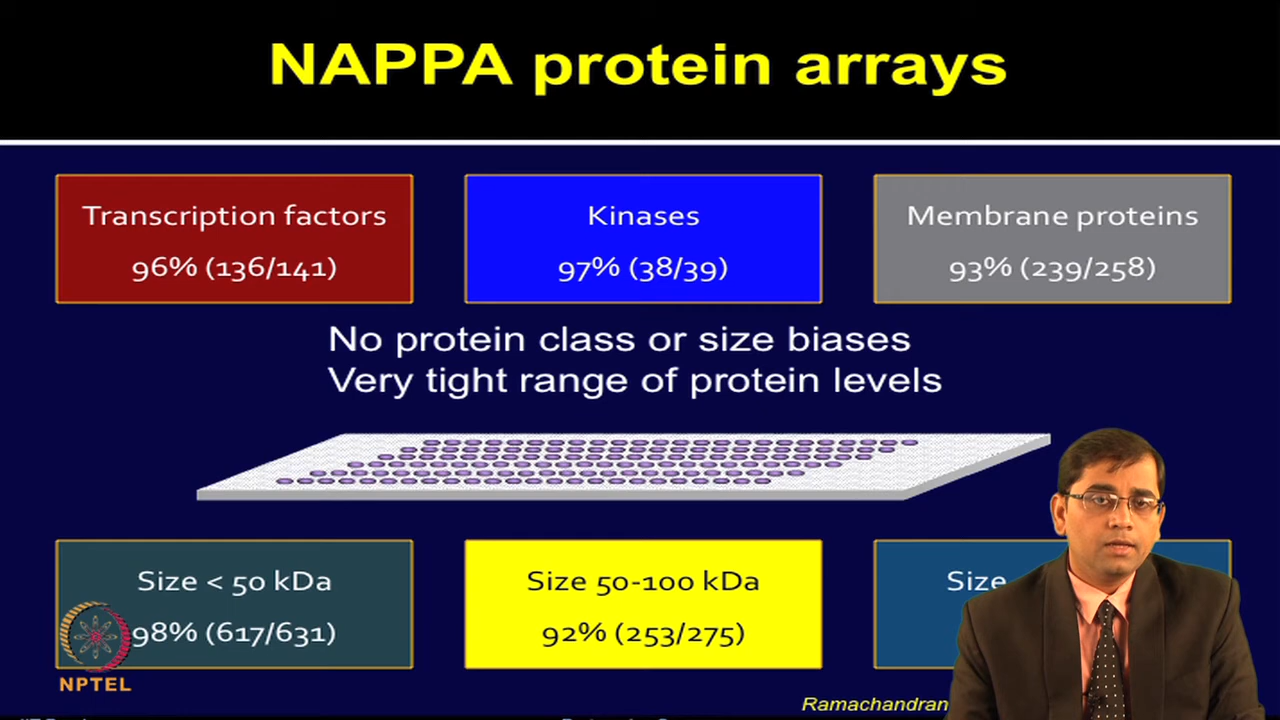 NAPPA protein arrays
Transcription factors
96% (136/141)
Kinases
97% (38/39)
Membrane proteins
93% (239/258)
No protein class or size biases
Very tight range of protein levels
Size < 50 kDa
98% (617/631)
Size 50-100 kDa
92% (253/275)
Size
NPTEL
Ramachandran